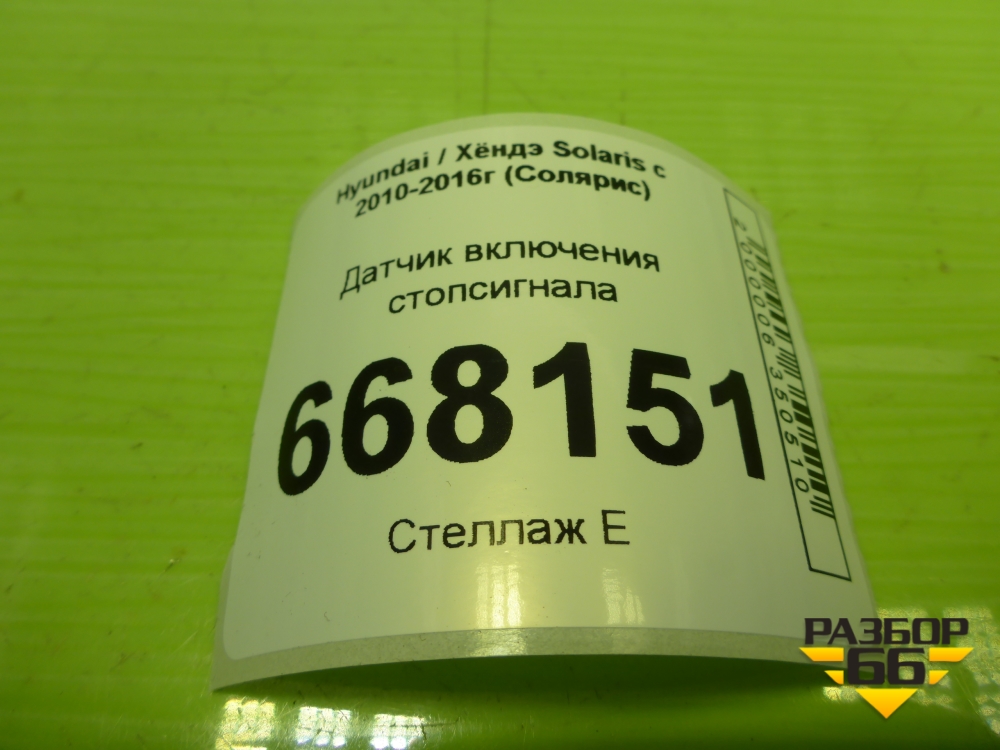 Hyundai / Хёндэ Solaris с
2010-2016г (Солярис)
Датчик включения
стопсигнала
668151
Стеллаж Е
2000006350510
РАЗБОР
66